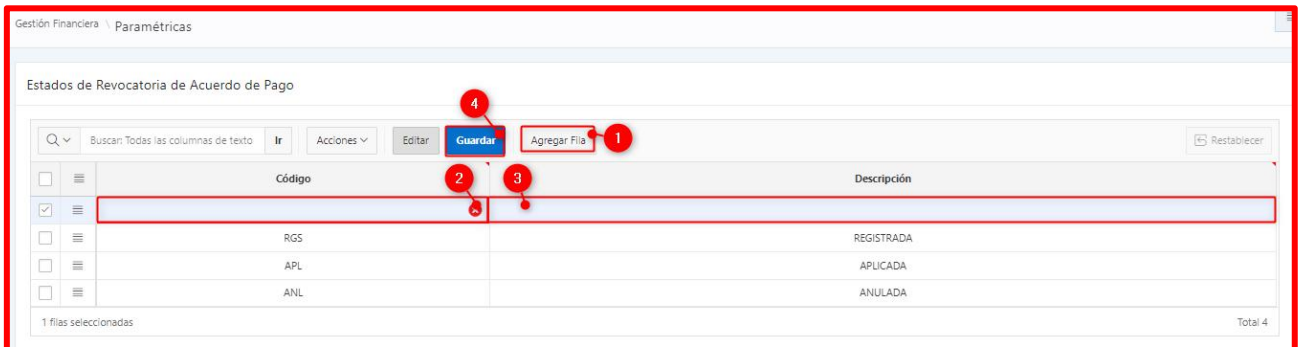 Gestión Financiera \ Paramétricas
Estados de Revocatoria de Acuerdo de Pago
4
Buscar: Todas las columnas de texto Ir Acciones Editar Guardar Agregar Fila 1 Restablecer
Código 2 3 Descripción
RGS REGISTRADA
APL APLICADA
ANL ANULADA
1 filas seleccionadas Total 4